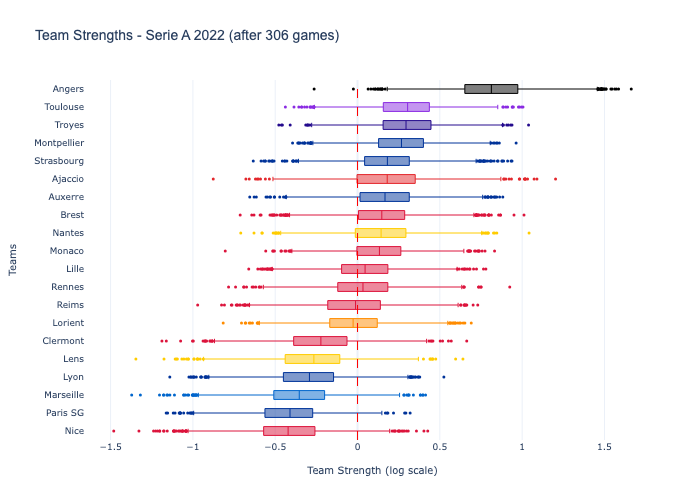 Team Strengths - Serie A 2022 (after 306 games)
Angers
Toulouse
Troyes
Montpellier
Strasbourg
Ajaccio
Auxerre
Brest
Nantes
Monaco
Lille
Rennes
Reims
Lorient
Clermont
Lens
Lyon
Marseille
Paris SG
Nice
Teams
−1.5 −1 −0.5 0 0.5 1 1.5
Team Strength (log scale)